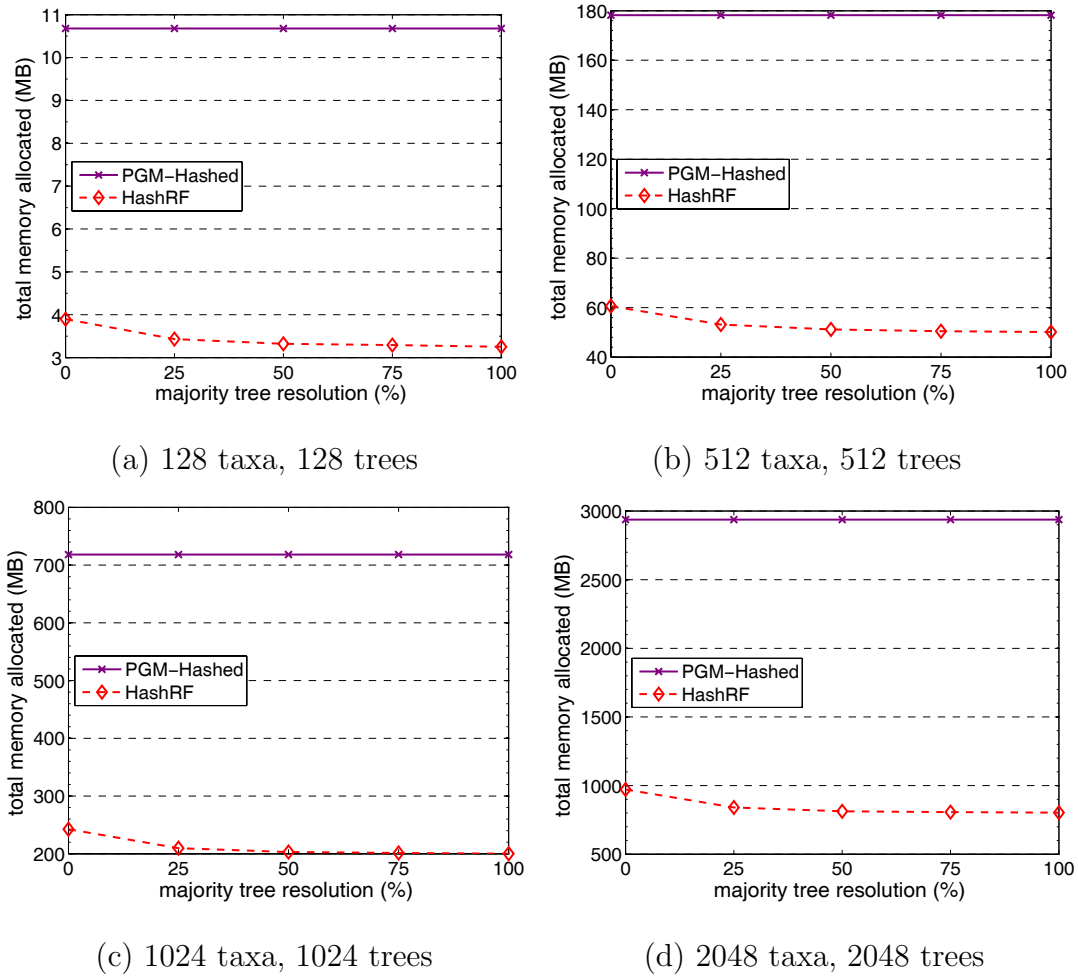 total memory allocated (MB)
11
10
9
8
7
6
5
4
3
PGM-Hashed
HashRF
0 25 50 75 100
majority tree resolution (%)
(a) 128 taxa, 128 trees
total memory allocated (MB)
180
160
140
120
100
80
60
40
PGM-Hashed
HashRF
0 25 50 75 100
majority tree resolution (%)
(b) 512 taxa, 512 trees
total memory allocated (MB)
800
700
600
500
400
300
200
PGM-Hashed
HashRF
0 25 50 75 100
majority tree resolution (%)
(c) 1024 taxa, 1024 trees
total memory allocated (MB)
3000
2500
2000
1500
1000
500
PGM-Hashed
HashRF
0 25 50 75 100
majority tree resolution (%)
(d) 2048 taxa, 2048 trees